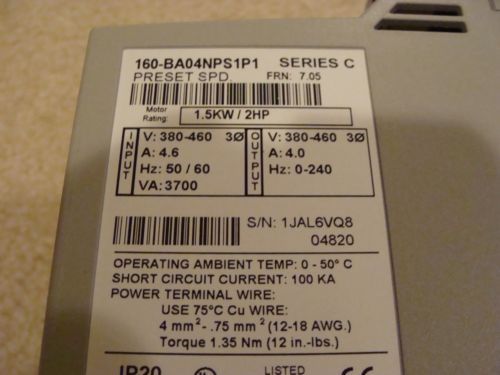 160-BA04NPS1P1 SERIES C
PRESET SPD. FRN: 7.05
Motor Rating: 1.5KW / 2HP
INPUT
V: 380-460 3Ø
A: 4.6
Hz: 50 / 60
VA: 3700
OUTPUT
V: 380-460 3Ø
A: 4.0
Hz: 0-240
S/N: 1JAL6VQ8
04820
OPERATING AMBIENT TEMP: 0 - 50° C
SHORT CIRCUIT CURRENT: 100 KA
POWER TERMINAL WIRE:
USE 75°C Cu WIRE:
4 mm²- .75 mm² (12-18 AWG.)
Torque 1.35 Nm (12 in.-lbs.)
IP20 LISTED